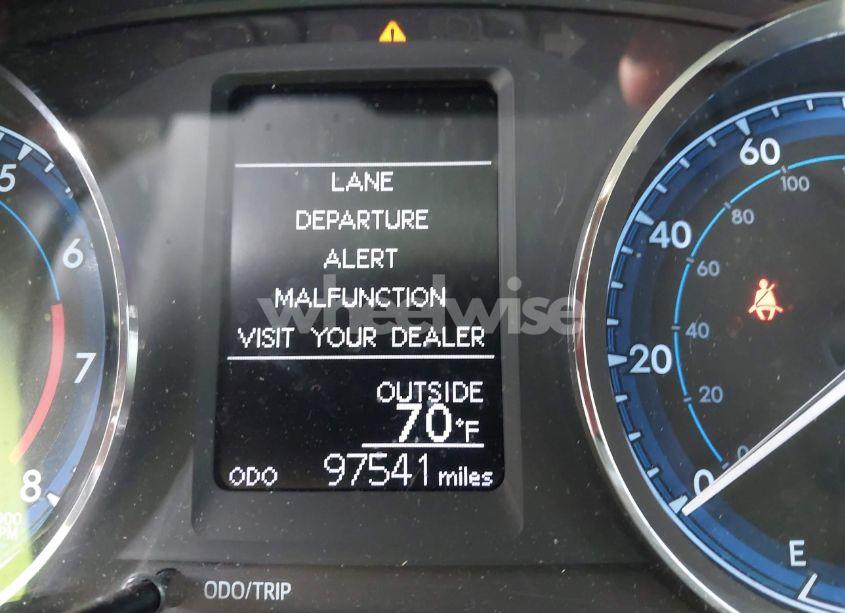 LANE
DEPARTURE
ALERT
MALFUNCTION
VISIT YOUR DEALER
OUTSIDE
70°F
ODO 97541 miles
ODO/TRIP
5
6
7
8
60
40
20
0
100
80
60
40
20
0
E
wheelwise